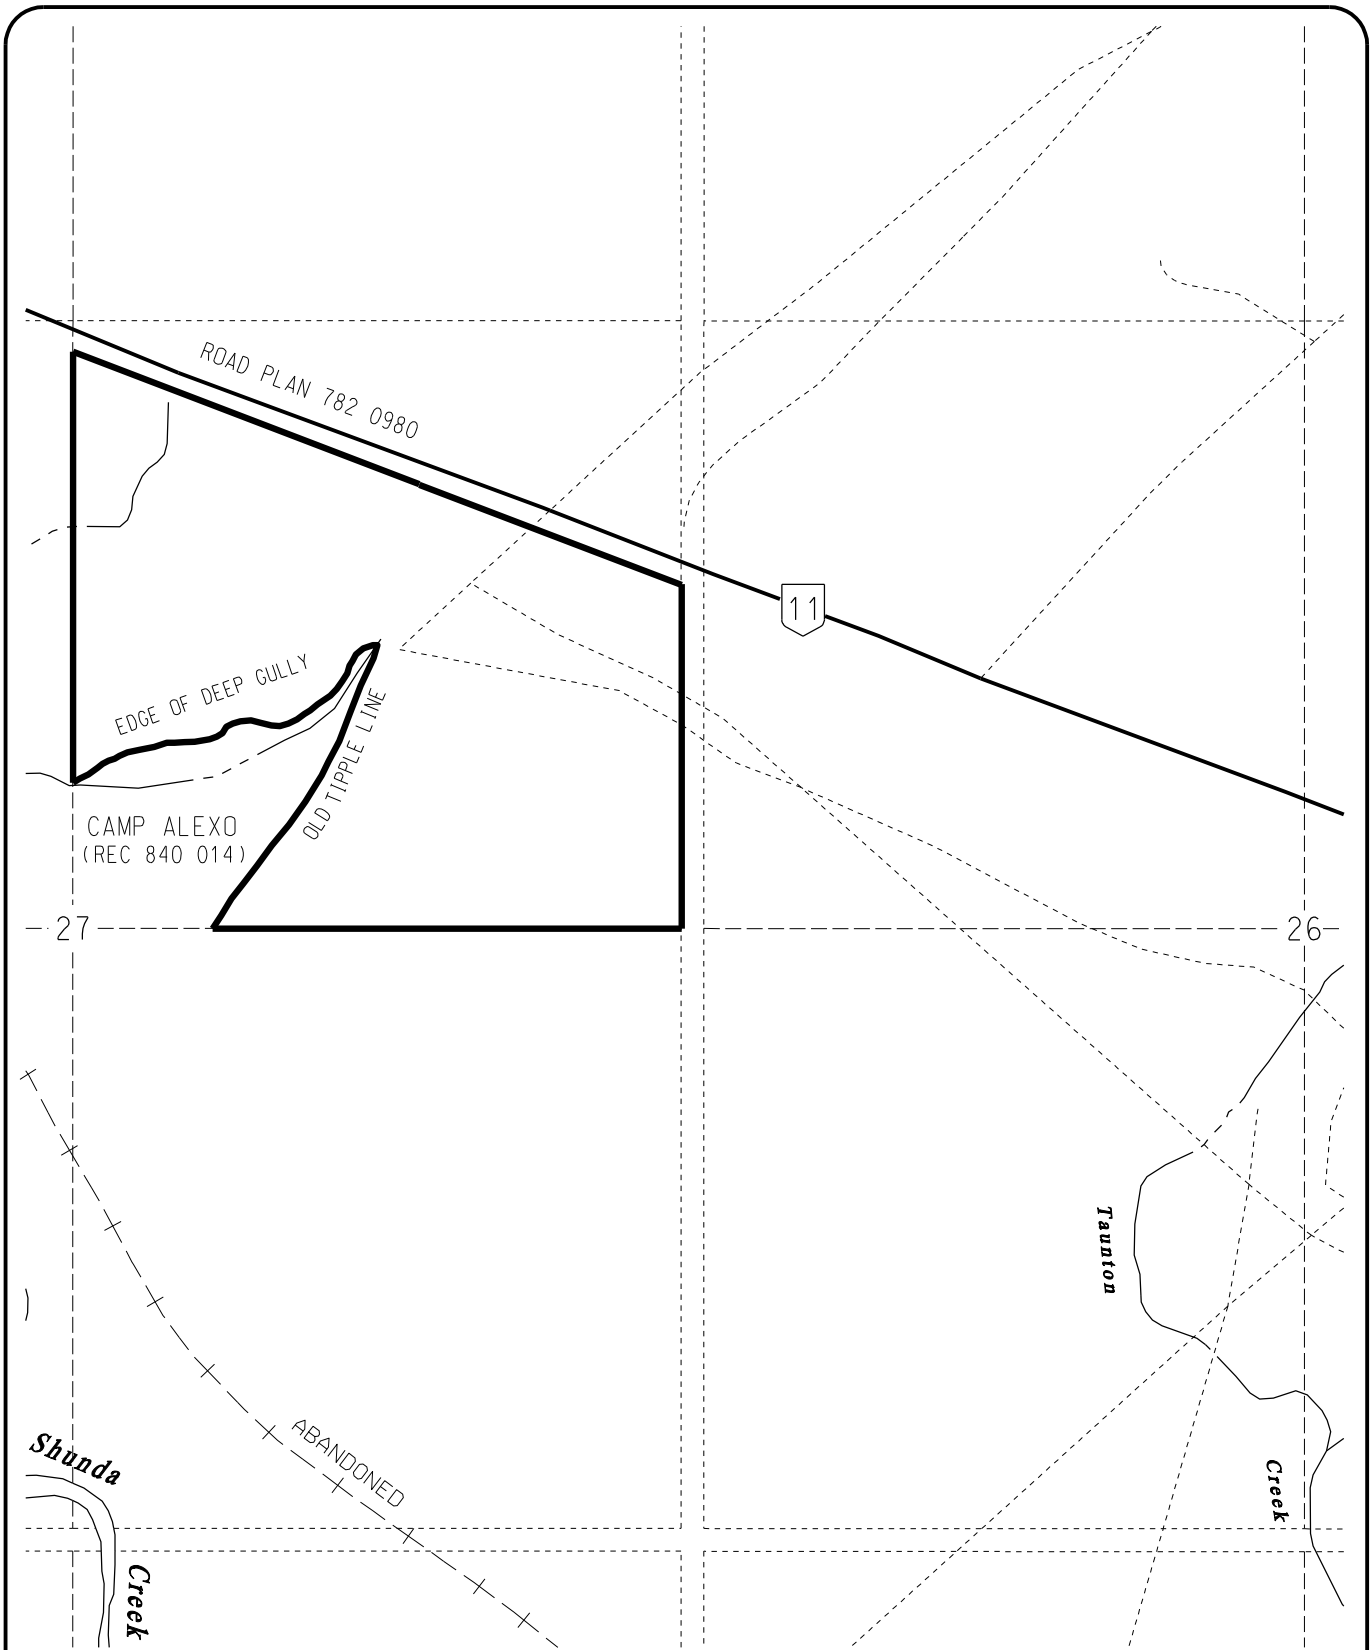 ROAD PLAN 782 0980
11
EDGE OF DEEP GULLY
OLD TIPPLE LINE
CAMP ALEXO
(REC 840 014)
27
26
Taunton
Creek
ABANDONED
Shunda
Creek